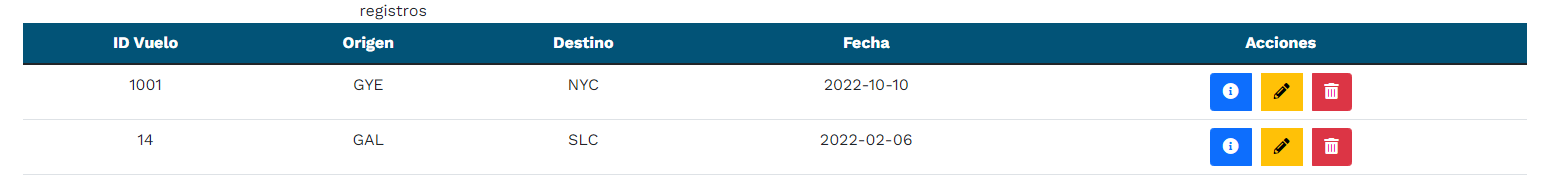 registros
ID Vuelo Origen Destino Fecha Acciones
1001 GYE NYC 2022-10-10
14 GAL SLC 2022-02-06